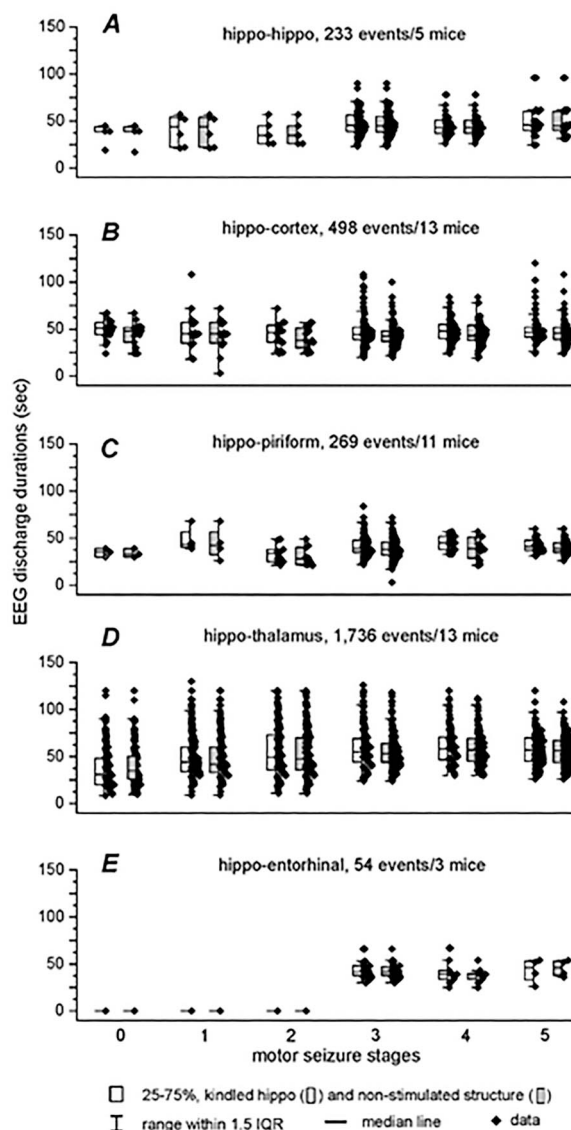 EEG discharge durations (sec)
A
hippo-hippo, 233 events/5 mice
150
100
50
0
B
hippo-cortex, 498 events/13 mice
150
100
50
0
C
hippo-piriform, 269 events/11 mice
150
100
50
0
D
hippo-thalamus, 1,736 events/13 mice
150
100
50
0
E
hippo-entorhinal, 54 events/3 mice
150
100
50
0
0 1 2 3 4 5
motor seizure stages
25-75%, kindled hippo ( ) and non-stimulated structure ( )
range within 1.5 IQR median line data